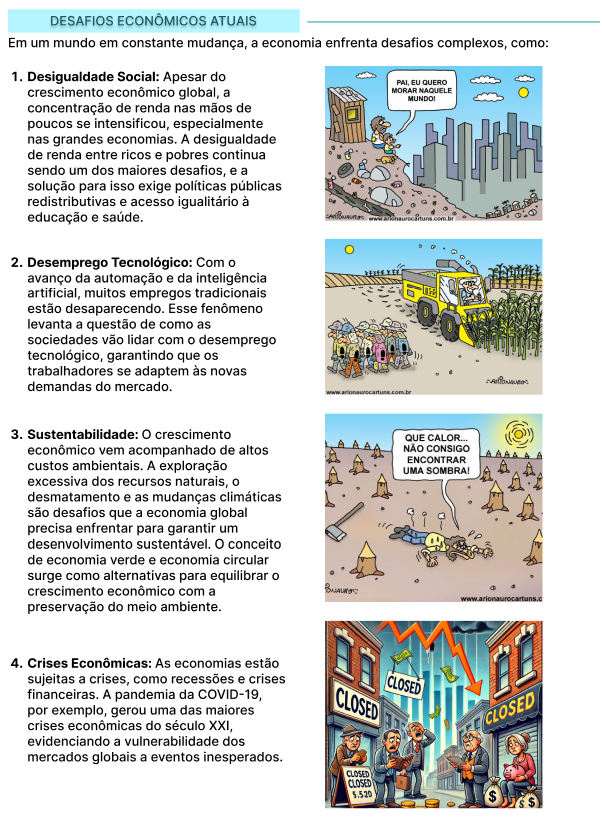 DESAFIOS ECONÔMICOS ATUAIS
Em um mundo em constante mudança, a economia enfrenta desafios complexos, como:
1. Desigualdade Social: Apesar do
crescimento econômico global, a
concentração de renda nas mãos de
poucos se intensificou, especialmente
nas grandes economias. A desigualdade
de renda entre ricos e pobres continua
sendo um dos maiores desafios, e a
solução para isso exige políticas públicas
redistributivas e acesso igualitário à
educação e saúde.
PAI, EU QUERO
MORAR NAQUELE
MUNDO!
ARIONAURO
www.arionaurocartuns.com.br
2. Desemprego Tecnológico: Com o
avanço da automação e da inteligência
artificial, muitos empregos tradicionais
estão desaparecendo. Esse fenômeno
levanta a questão de como as
sociedades vão lidar com o desemprego
tecnológico, garantindo que os
trabalhadores se adaptem às novas
demandas do mercado.
ARIONAURO
www.arionaurocartuns.com.br
3. Sustentabilidade: O crescimento
econômico vem acompanhado de altos
custos ambientais. A exploração
excessiva dos recursos naturais, o
desmatamento e as mudanças climáticas
são desafios que a economia global
precisa enfrentar para garantir um
desenvolvimento sustentável. O conceito
de economia verde e economia circular
surge como alternativas para equilibrar o
crescimento econômico com a
preservação do meio ambiente.
QUE CALOR...
NÃO CONSIGO
ENCONTRAR
UMA SOMBRA!
www.arionaurocartuns.c
4. Crises Econômicas: As economias estão
sujeitas a crises, como recessões e crises
financeiras. A pandemia da COVID-19,
por exemplo, gerou uma das maiores
crises econômicas do século XXI,
evidenciando a vulnerabilidade dos
mercados globais a eventos inesperados.
CLOSED
CLOSED
CLOSED
CLOSED
CLOSED
5.5.20
$
$
$